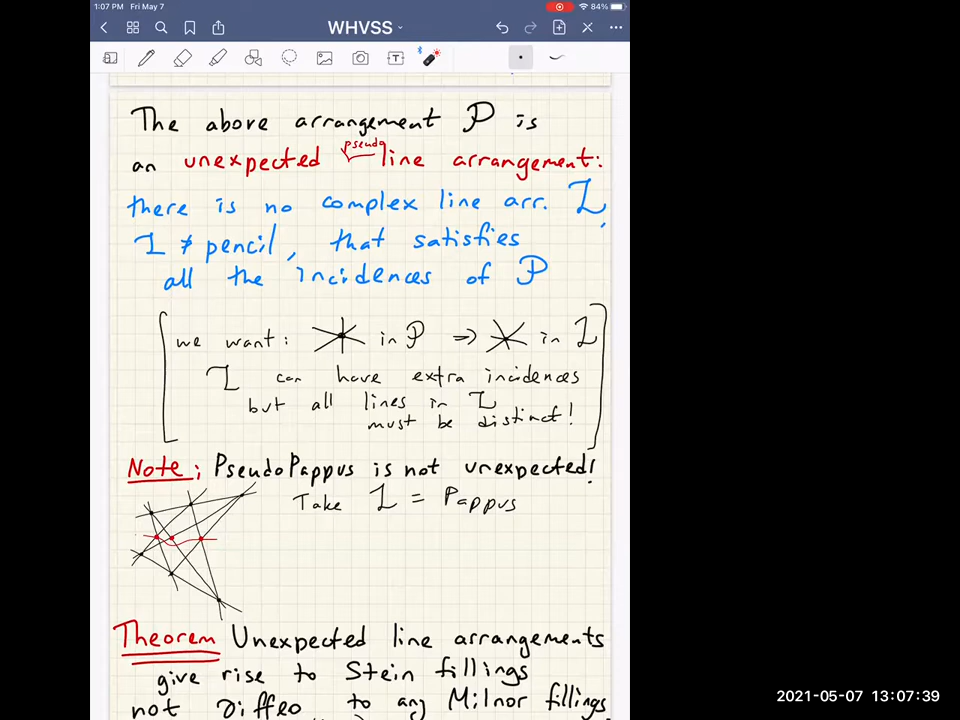 1:07 PM Fri May 7
84%
WHVSS
T
The above arrangement P is
an unexpected pseudo line arrangement:
there is no complex line arr. L,
L ≠ pencil, that satisfies
all the incidences of P
we want: in P ⇒ in L
L can have extra incidences
but all lines in L
must be distinct!
Note: PseudoPappus is not unexpected!
Take L = Pappus
Theorem Unexpected line arrangements
give rise to Stein fillings
not diffeo to any Milnor fillings
2021-05-07 13:07:39